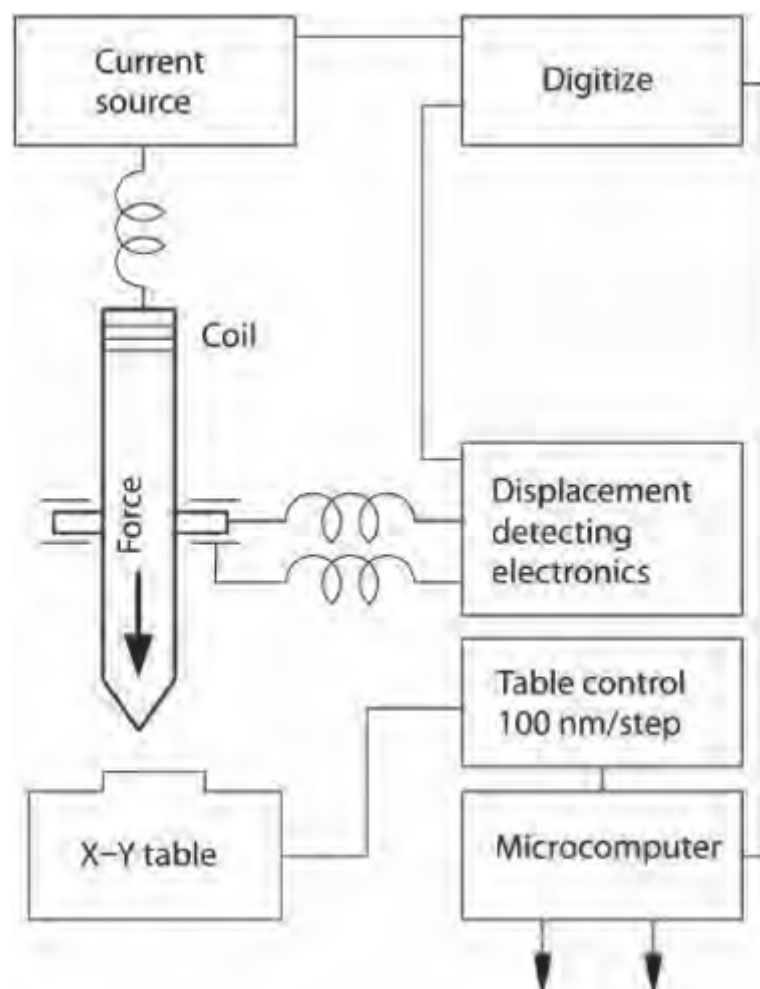 Current
source
Digitize
Coil
Force
Displacement
detecting
electronics
Table control
100 nm/step
X–Y table
Microcomputer